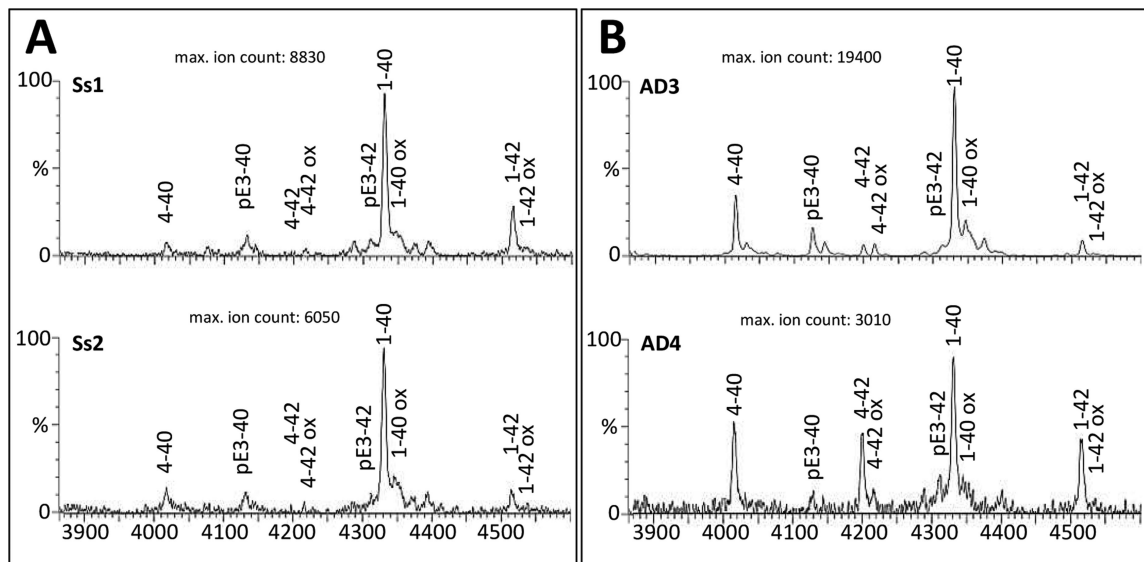 A
max. ion count: 8830
100
Ss1
%
0
4-40
pE3-40
4-42
4-42 ox
pE3-42
1-40
1-40 ox
1-42
1-42 ox
max. ion count: 6050
100
Ss2
%
0
4-40
pE3-40
4-42
4-42 ox
pE3-42
1-40
1-40 ox
1-42
1-42 ox
3900 4000 4100 4200 4300 4400 4500
B
max. ion count: 19400
100
AD3
%
0
4-40
pE3-40
4-42
4-42 ox
pE3-42
1-40
1-40 ox
1-42
1-42 ox
max. ion count: 3010
100
AD4
%
0
4-40
pE3-40
4-42
4-42 ox
pE3-42
1-40
1-40 ox
1-42
1-42 ox
3900 4000 4100 4200 4300 4400 4500